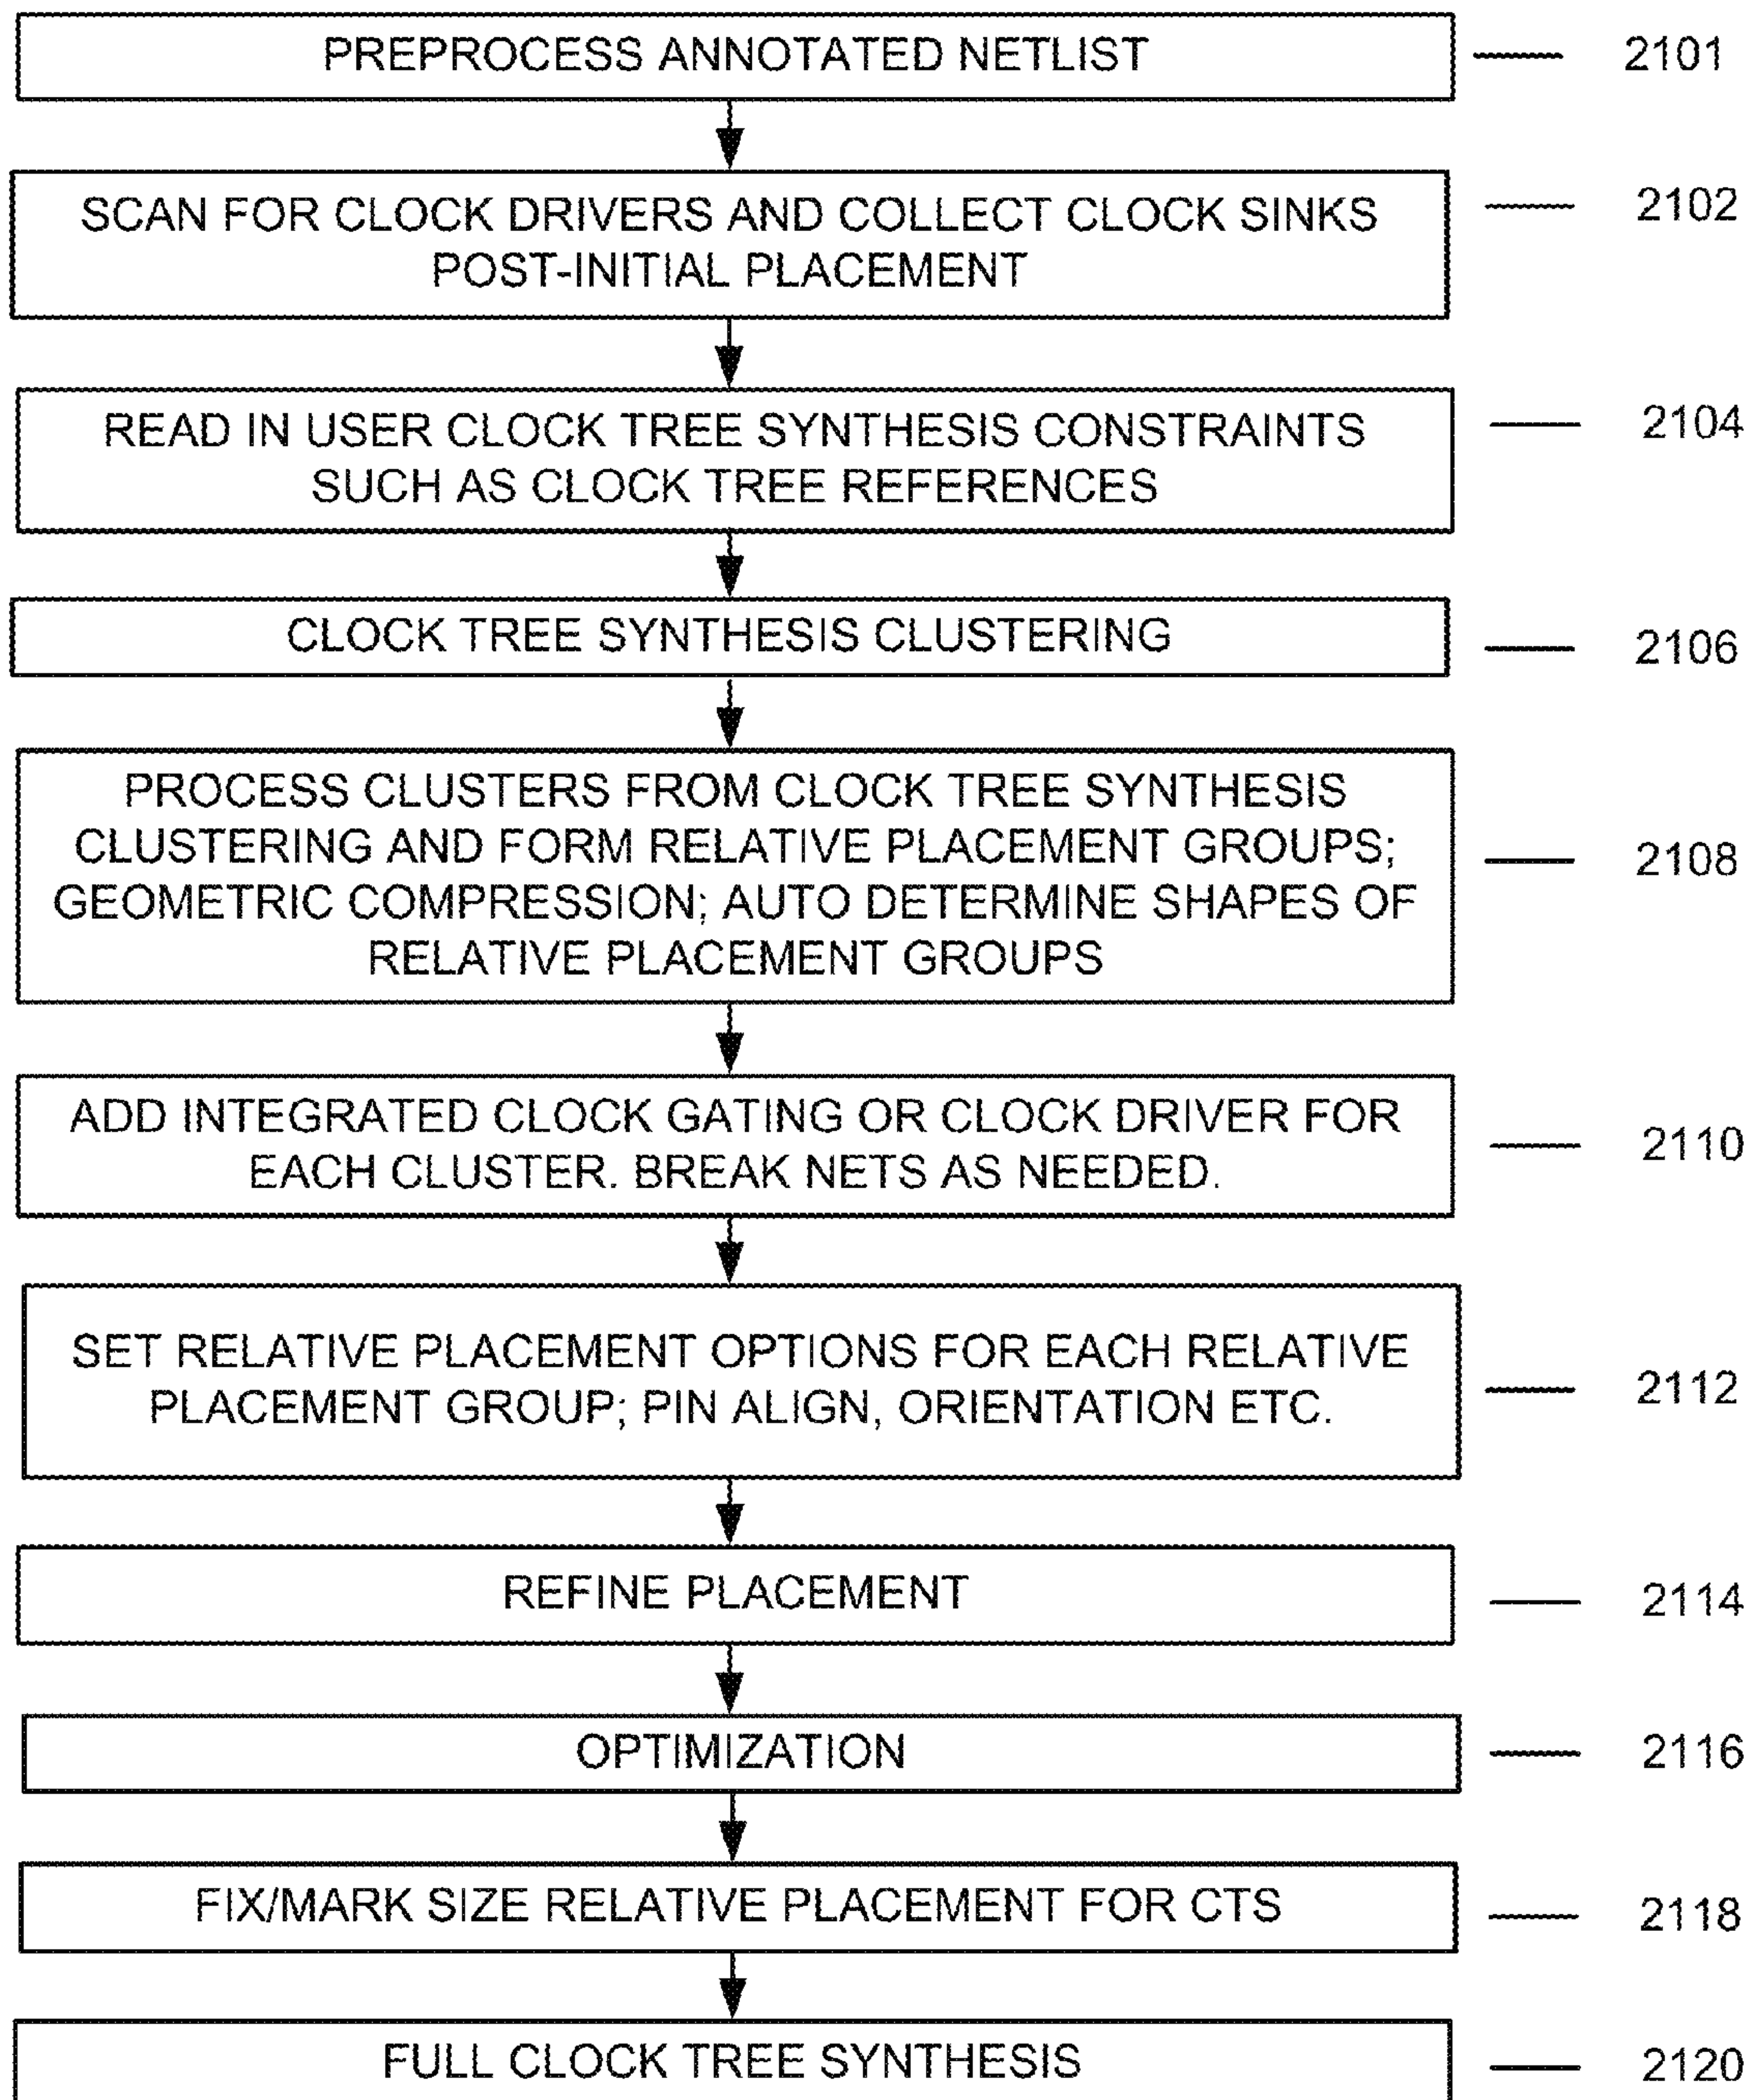 PREPROCESS ANNOTATED NETLIST
2101
SCAN FOR CLOCK DRIVERS AND COLLECT CLOCK SINKS
POST-INITIAL PLACEMENT
2102
READ IN USER CLOCK TREE SYNTHESIS CONSTRAINTS
SUCH AS CLOCK TREE REFERENCES
2104
CLOCK TREE SYNTHESIS CLUSTERING
2106
PROCESS CLUSTERS FROM CLOCK TREE SYNTHESIS
CLUSTERING AND FORM RELATIVE PLACEMENT GROUPS;
GEOMETRIC COMPRESSION; AUTO DETERMINE SHAPES OF
RELATIVE PLACEMENT GROUPS
2108
ADD INTEGRATED CLOCK GATING OR CLOCK DRIVER FOR
EACH CLUSTER. BREAK NETS AS NEEDED.
2110
SET RELATIVE PLACEMENT OPTIONS FOR EACH RELATIVE
PLACEMENT GROUP; PIN ALIGN, ORIENTATION ETC.
2112
REFINE PLACEMENT
2114
OPTIMIZATION
2116
FIX/MARK SIZE RELATIVE PLACEMENT FOR CTS
2118
FULL CLOCK TREE SYNTHESIS
2120